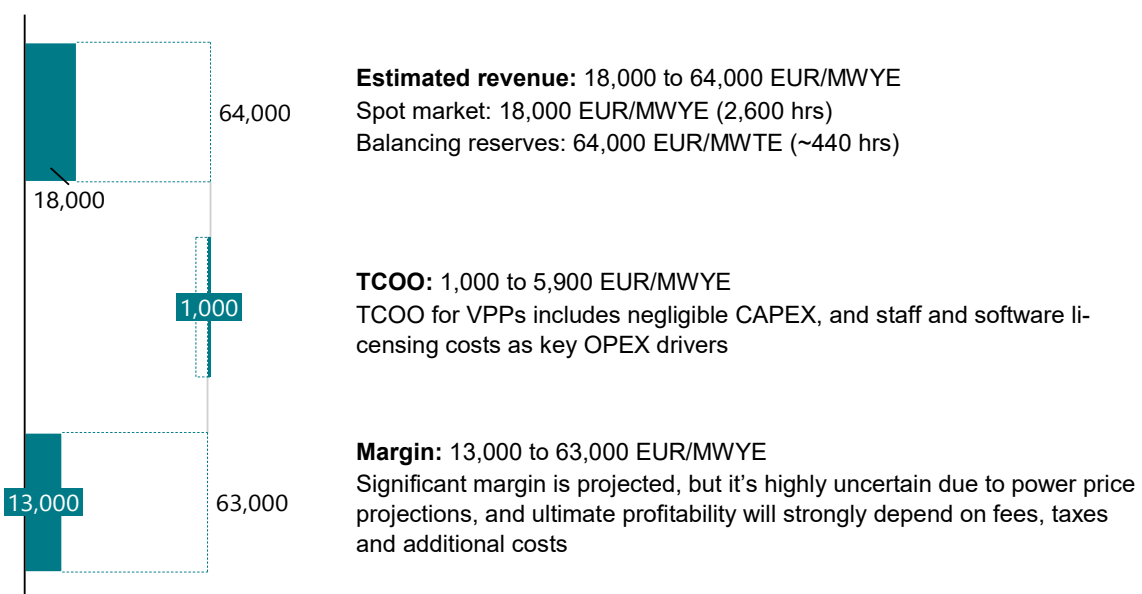 Estimated revenue: 18,000 to 64,000 EUR/MWYE
Spot market: 18,000 EUR/MWYE (2,600 hrs)
64,000
Balancing reserves: 64,000 EUR/MWTE (~440 hrs)
18,000
TCOO: 1,000 to 5,900 EUR/MWYE
1,000
TCOO for VPPs includes negligible CAPEX, and staff and software li-
censing costs as key OPEX drivers
Margin: 13,000 to 63,000 EUR/MWYE
Significant margin is projected, but it’s highly uncertain due to power price
13,000
63,000
projections, and ultimate profitability will strongly depend on fees, taxes
and additional costs